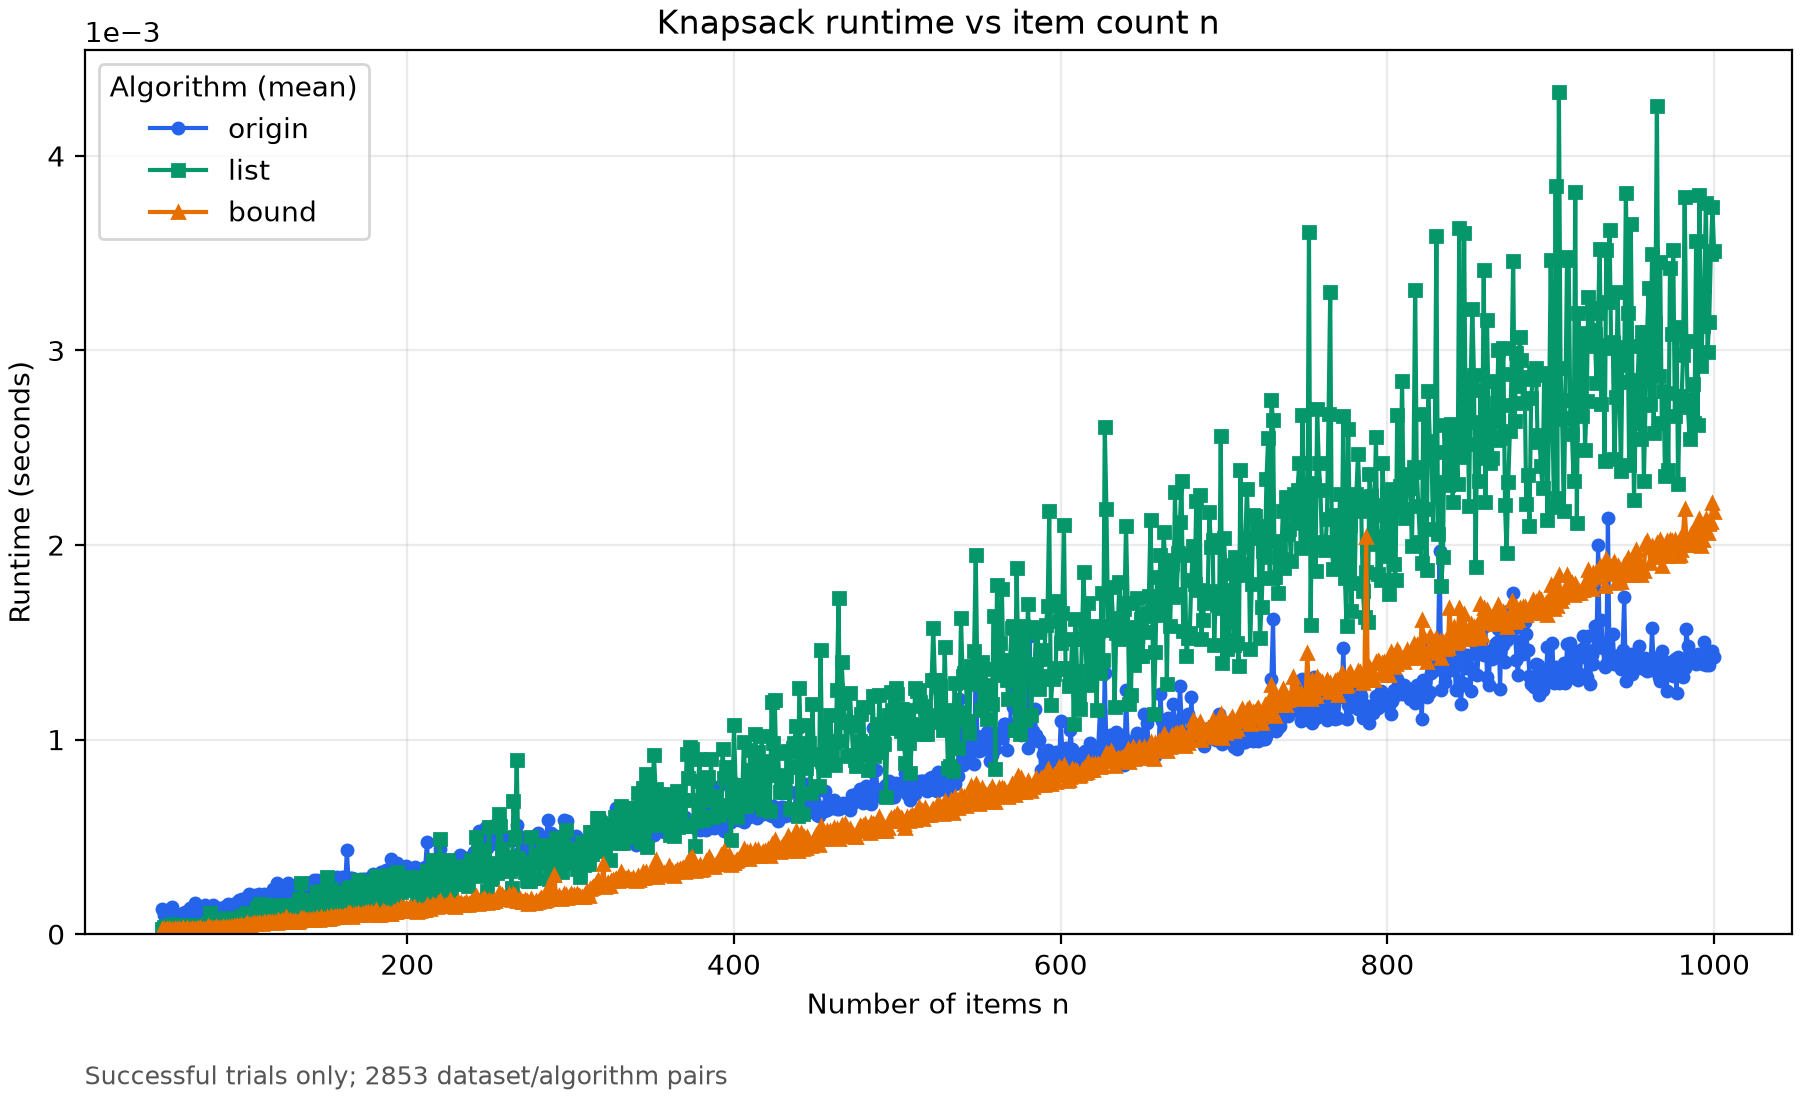 Knapsack runtime vs item count n
1e−3
Algorithm (mean)
origin
list
bound
4
3
2
1
0
Runtime (seconds)
200 400 600 800 1000
Number of items n
Successful trials only; 2853 dataset/algorithm pairs